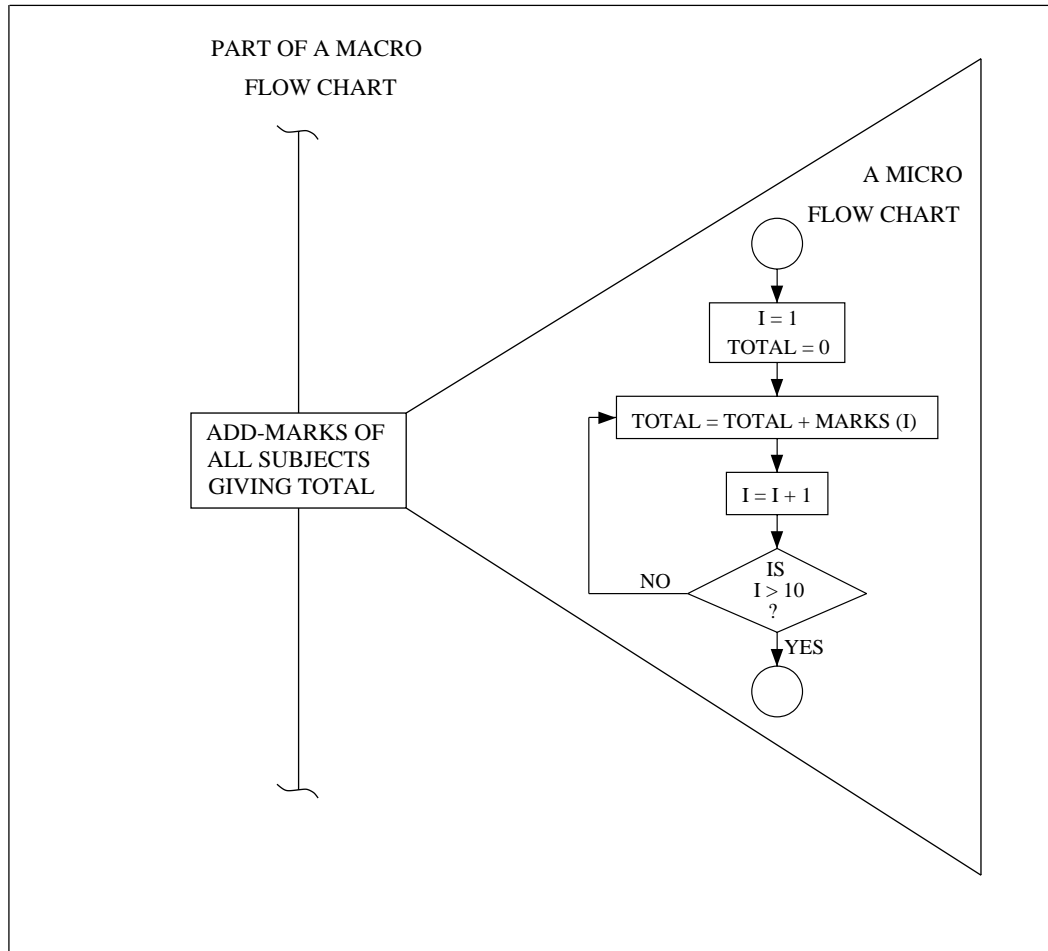 PART OF A MACRO
FLOW CHART
A MICRO
FLOW CHART
I = 1
TOTAL = 0
TOTAL = TOTAL + MARKS (I)
I = I + 1
IS
I > 10
?
NO
YES
ADD-MARKS OF
ALL SUBJECTS
GIVING TOTAL